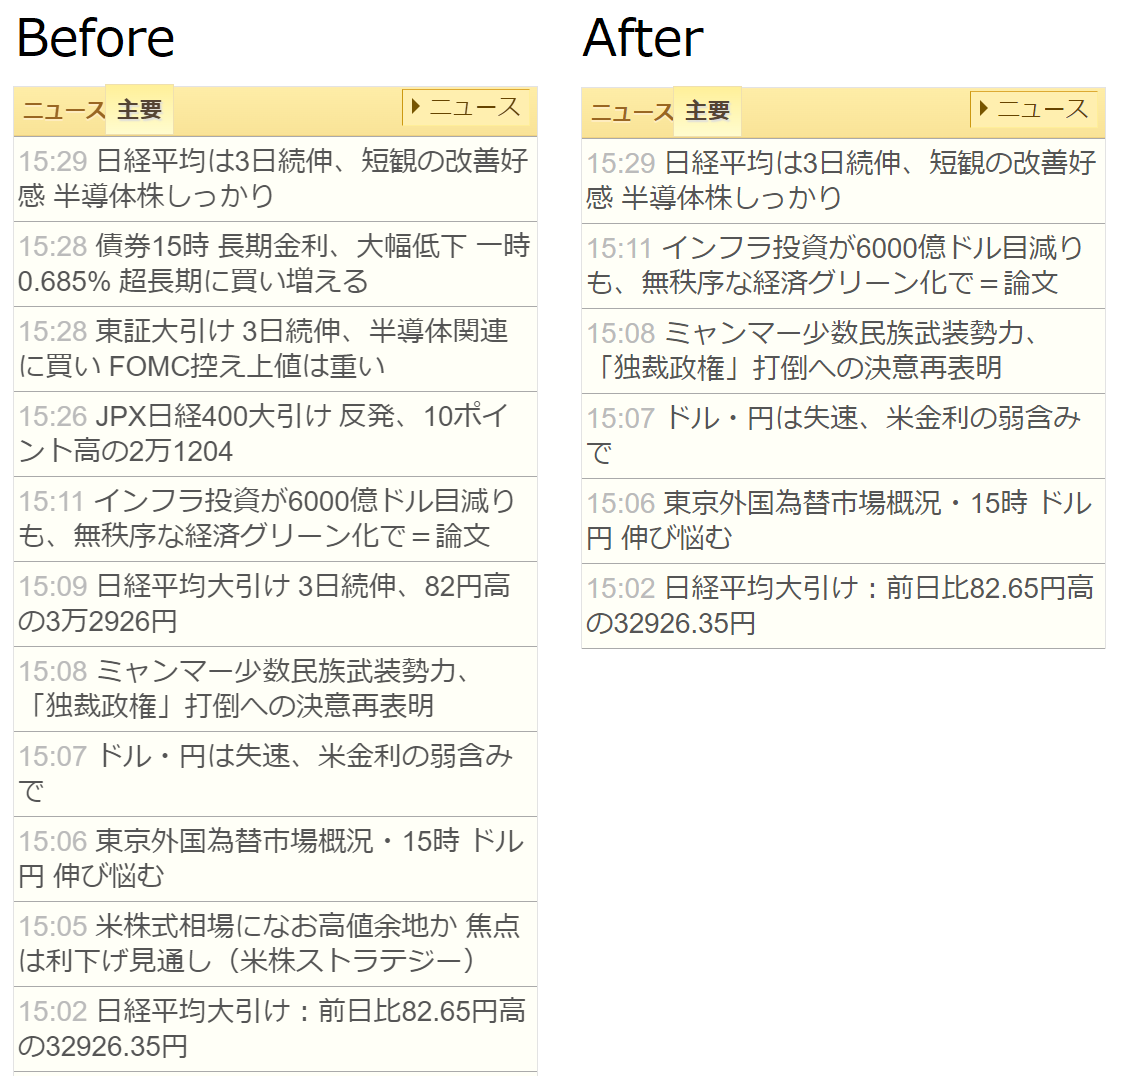 Before
ニュース 主要 ニュース
15:29 日経平均は3日続伸、短観の改善好
感 半導体株しっかり
15:28 債券15時 長期金利、大幅低下 一時
0.685% 超長期に買い増える
15:28 東証大引け 3日続伸、半導体関連
に買い FOMC控え上値は重い
15:26 JPX日経400大引け 反発、10ポイ
ント高の2万1204
15:11 インフラ投資が6000億ドル目減り
も、無秩序な経済グリーン化で＝論文
15:09 日経平均大引け 3日続伸、82円高
の3万2926円
15:08 ミャンマー少数民族武装勢力、
「独裁政権」打倒への決意再表明
15:07 ドル・円は失速、米金利の弱含み
で
15:06 東京外国為替市場概況・15時 ドル
円 伸び悩む
15:05 米株式相場になお高値余地か 焦点
は利下げ見通し（米株ストラテジー）
15:02 日経平均大引け：前日比82.65円高
の32926.35円
After
ニュース 主要 ニュース
15:29 日経平均は3日続伸、短観の改善好
感 半導体株しっかり
15:11 インフラ投資が6000億ドル目減り
も、無秩序な経済グリーン化で＝論文
15:08 ミャンマー少数民族武装勢力、
「独裁政権」打倒への決意再表明
15:07 ドル・円は失速、米金利の弱含み
で
15:06 東京外国為替市場概況・15時 ドル
円 伸び悩む
15:02 日経平均大引け：前日比82.65円高
の32926.35円